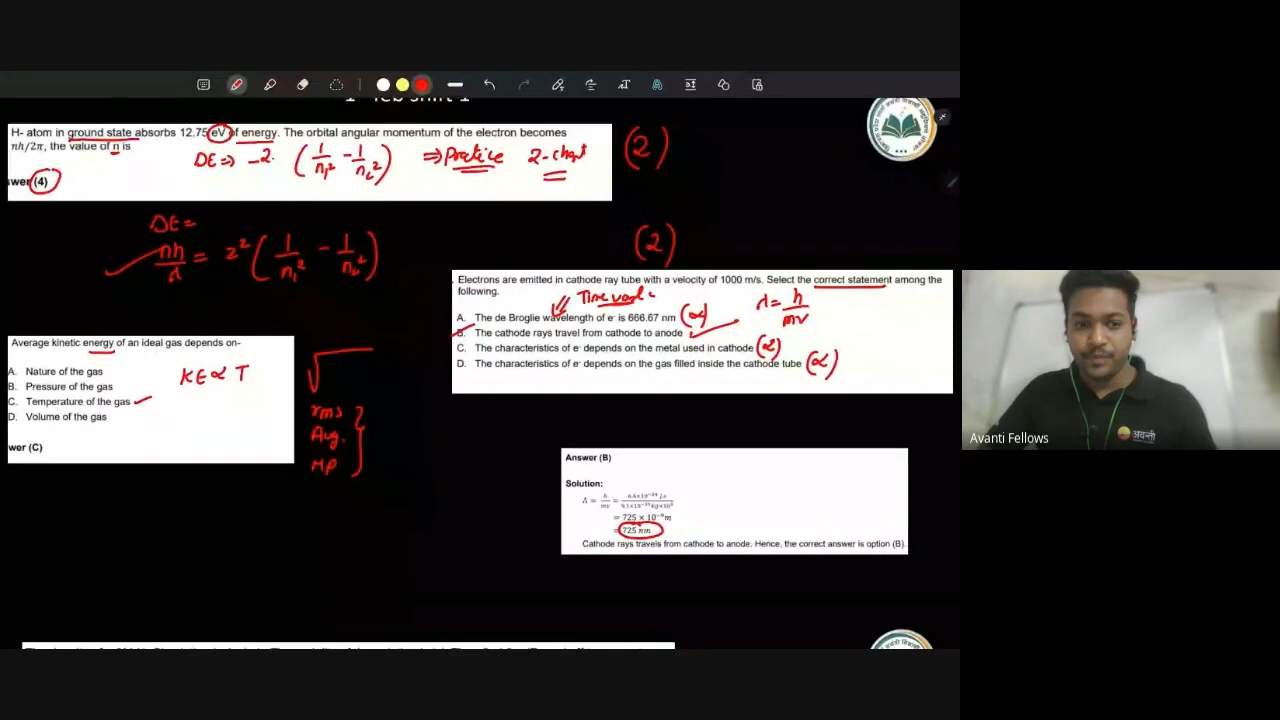 H- atom in ground state absorbs 12.75 eV of energy. The orbital angular momentum of the electron becomes
nh/2π, the value of n is
DE ⇒ -2. (1/n₁² - 1/n₂²) ⇒ Practice 2-chapt
(2)
wer (4)
DE =
nh/λ = z² (1/n₁² - 1/n₂²)
(2)
Electrons are emitted in cathode ray tube with a velocity of 1000 m/s. Select the correct statement among the
following.
A. The de Broglie wavelength of e⁻ is 666.67 nm
λ = h/mv
B. The cathode rays travel from cathode to anode
C. The characteristics of e⁻ depends on the metal used in cathode
D. The characteristics of e⁻ depends on the gas filled inside the cathode tube
Average kinetic energy of an ideal gas depends on-
A. Nature of the gas
B. Pressure of the gas
C. Temperature of the gas
D. Volume of the gas
KE ∝ T
rms
Avg.
MP
wer (C)
Answer (B)
Solution:
= 725 × 10⁻⁹ m
= 725 nm
Cathode rays travels from cathode to anode. Hence, the correct answer is option (B).
अवन्ती
Avanti Fellows